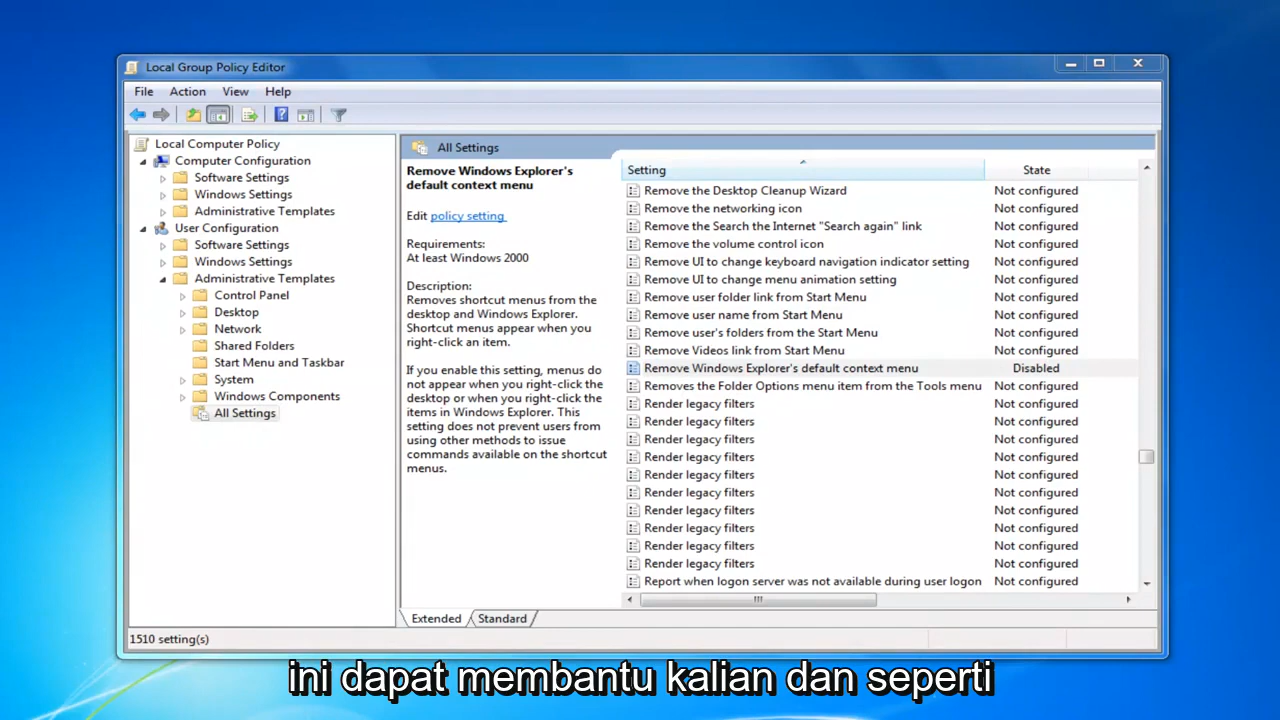 Local Group Policy Editor
File Action View Help
Local Computer Policy
Computer Configuration
Software Settings
Windows Settings
Administrative Templates
User Configuration
Software Settings
Windows Settings
Administrative Templates
Control Panel
Desktop
Network
Shared Folders
Start Menu and Taskbar
System
Windows Components
All Settings
All Settings
Remove Windows Explorer's
default context menu
Edit policy setting
Requirements:
At least Windows 2000
Description:
Removes shortcut menus from the
desktop and Windows Explorer.
Shortcut menus appear when you
right-click an item.
If you enable this setting, menus do
not appear when you right-click the
desktop or when you right-click the
items in Windows Explorer. This
setting does not prevent users from
using other methods to issue
commands available on the shortcut
menus.
Setting State
Remove the Desktop Cleanup Wizard Not configured
Remove the networking icon Not configured
Remove the Search the Internet "Search again" link Not configured
Remove the volume control icon Not configured
Remove UI to change keyboard navigation indicator setting Not configured
Remove UI to change menu animation setting Not configured
Remove user folder link from Start Menu Not configured
Remove user name from Start Menu Not configured
Remove user's folders from the Start Menu Not configured
Remove Videos link from Start Menu Not configured
Remove Windows Explorer's default context menu Disabled
Removes the Folder Options menu item from the Tools menu Not configured
Render legacy filters Not configured
Render legacy filters Not configured
Render legacy filters Not configured
Render legacy filters Not configured
Render legacy filters Not configured
Render legacy filters Not configured
Render legacy filters Not configured
Render legacy filters Not configured
Render legacy filters Not configured
Render legacy filters Not configured
Report when logon server was not available during user logon Not configured
Extended Standard
1510 setting(s)
ini dapat membantu kalian dan seperti